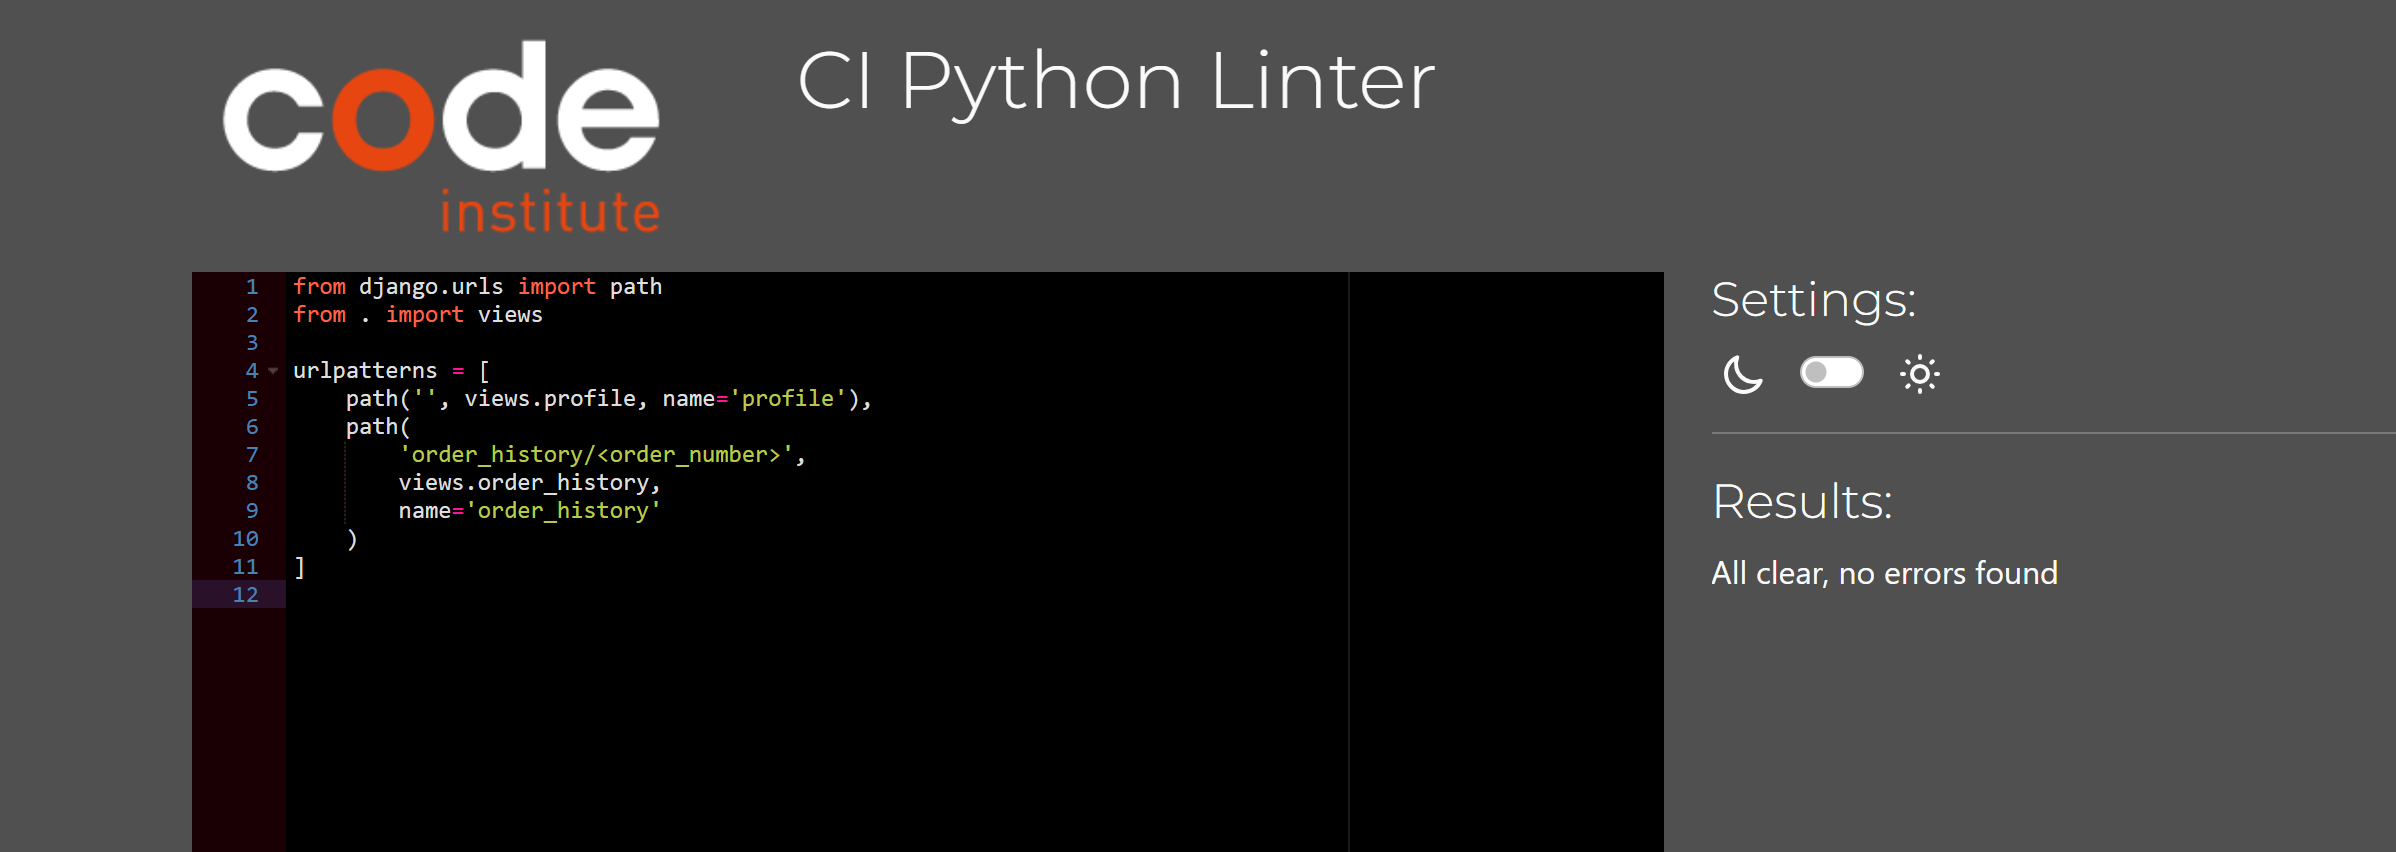 code
institute
CI Python Linter
1 from django.urls import path
2 from . import views
3
4 urlpatterns = [
5     path('', views.profile, name='profile'),
6     path(
7         'order_history/<order_number>',
8         views.order_history,
9         name='order_history'
10     )
11 ]
12
Settings:
Results:
All clear, no errors found